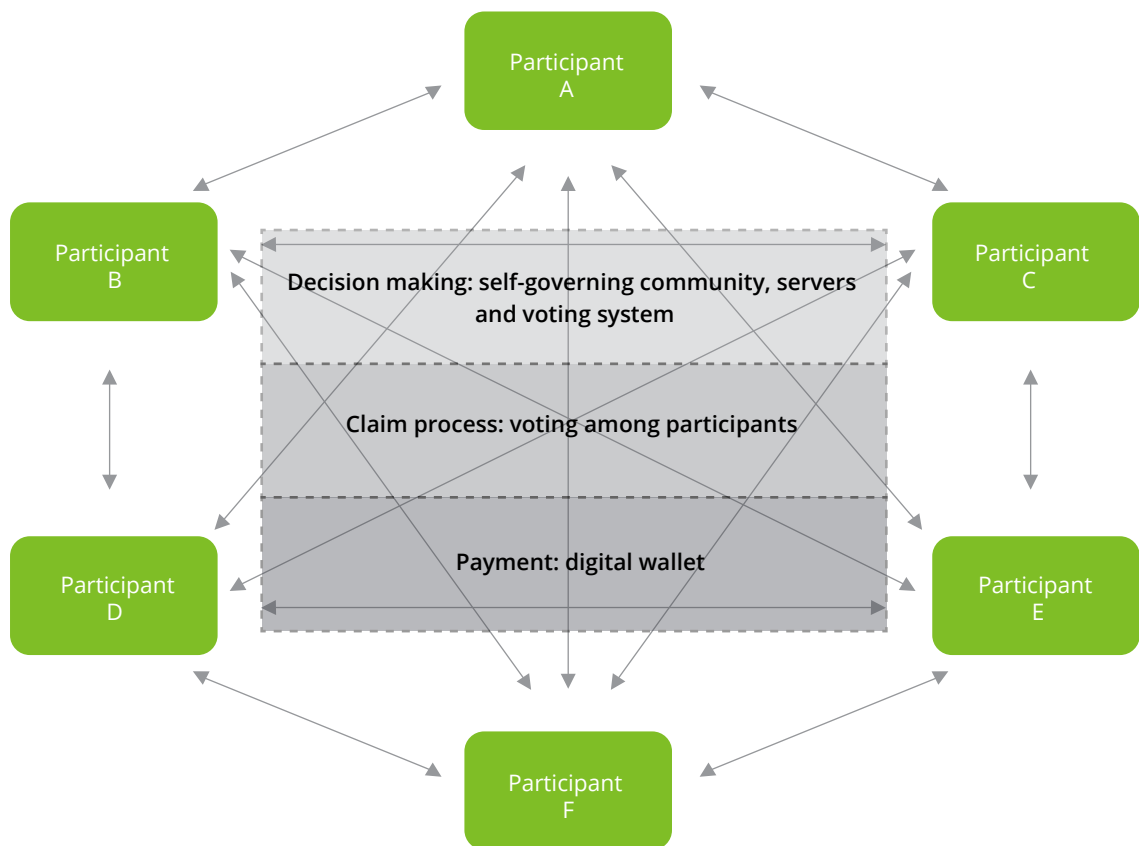 Participant
A
Participant
B
Participant
C
Decision making: self-governing community, servers
and voting system
Claim process: voting among participants
Payment: digital wallet
Participant
D
Participant
E
Participant
F